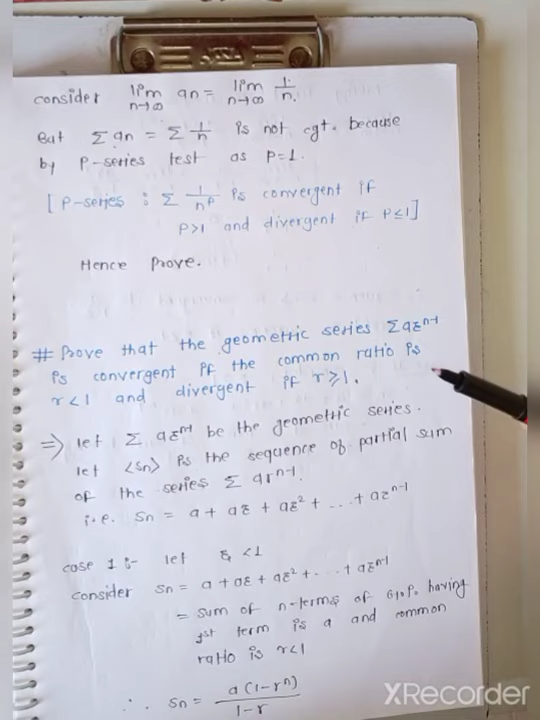 consider lim n→∞ an = lim n→∞ 1/n.
But Σ an = Σ 1/n is not cgt. because
by P-series test as P=1.
[P-series : Σ 1/n^p is convergent if
P>1 and divergent if P≤1]
Hence Prove.
# Prove that the geometric series Σ ar^n-1
is convergent if the common ratio is
r<1 and divergent if r≥1.
⇒ let Σ ar^n-1 be the geometric series.
let <Sn> is the sequence of partial sum
of the series Σ ar^n-1.
i.e. Sn = a + ar + ar² + ... + ar^n-1
case 1 :- let r <1
consider Sn = a + ar + ar² + ... + ar^n-1
= sum of n-terms of G.P. having
1st term is a and common
ratio is r<1
∴ Sn = a(1-r^n)/1-r
XRecorder